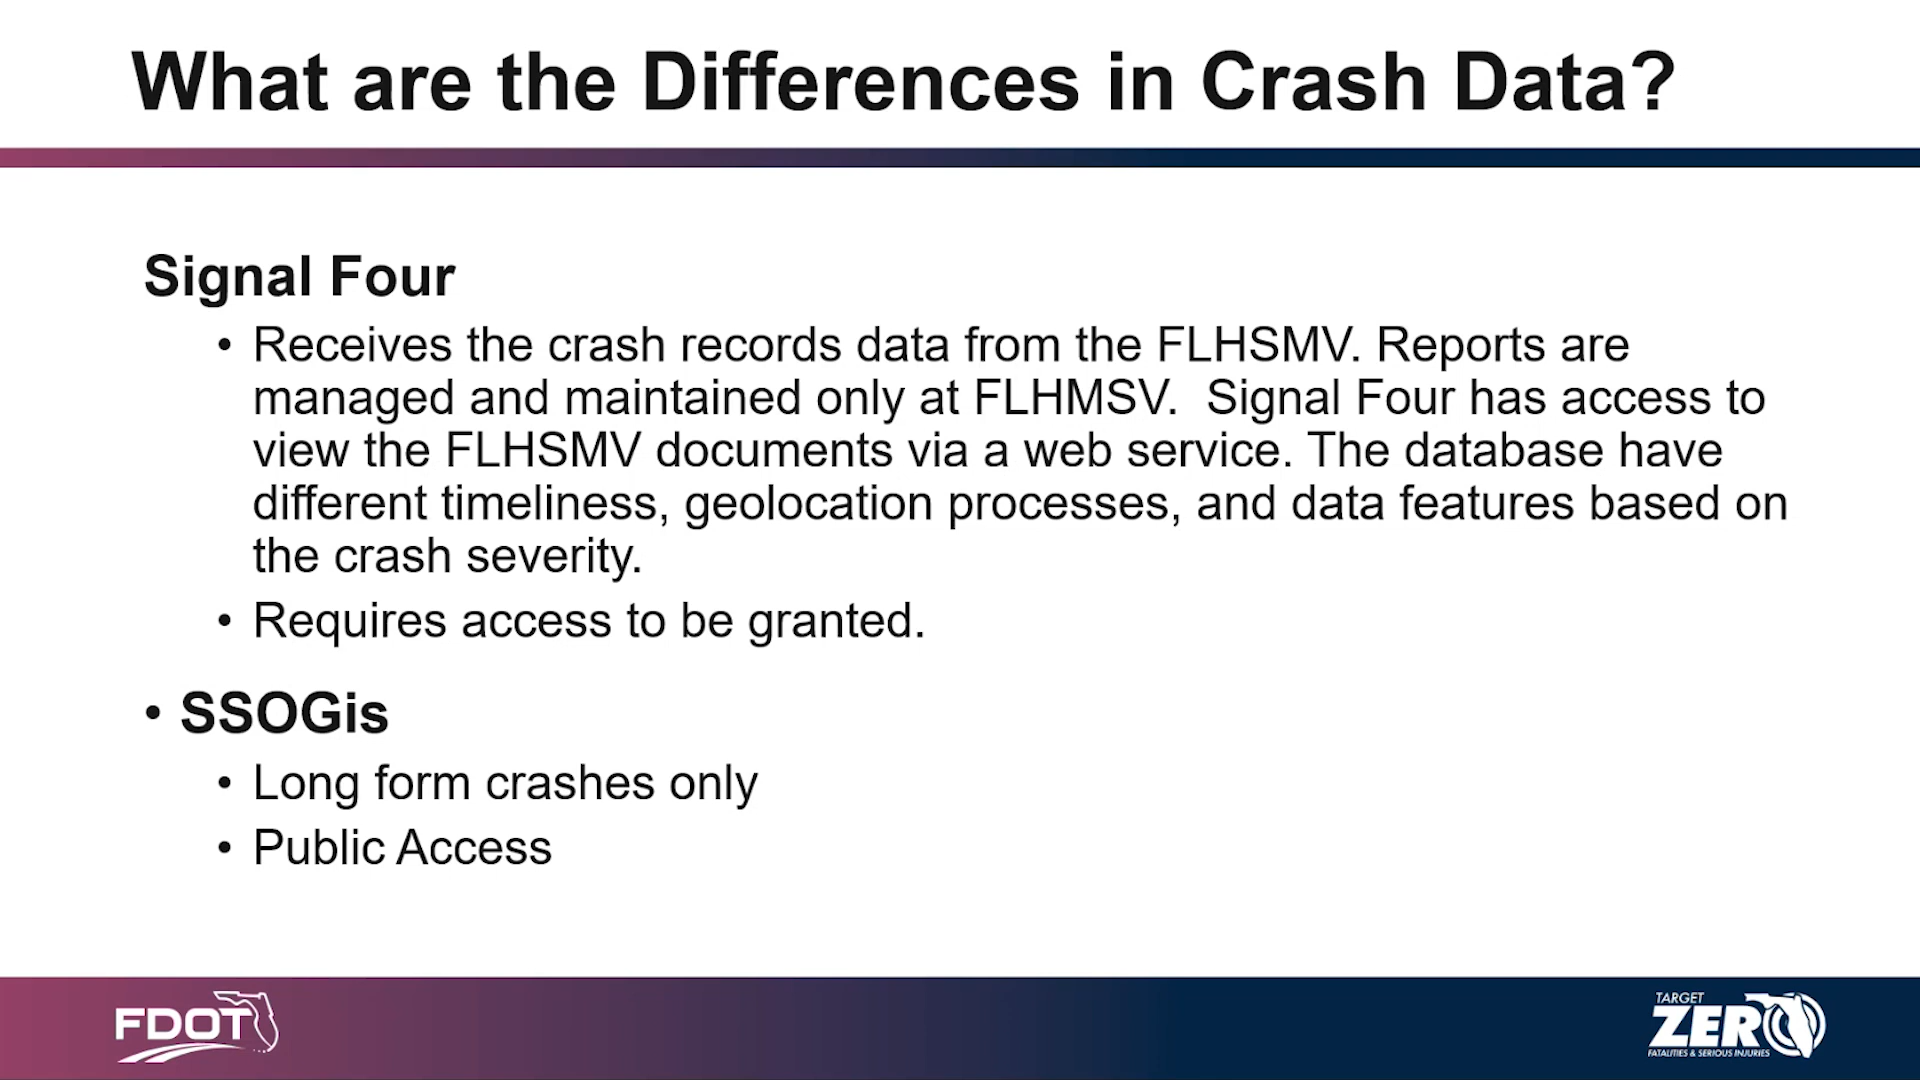 What are the Differences in Crash Data?
Signal Four
• Receives the crash records data from the FLHSMV. Reports are
managed and maintained only at FLHMSV.  Signal Four has access to
view the FLHSMV documents via a web service. The database have
different timeliness, geolocation processes, and data features based on
the crash severity.
• Requires access to be granted.
• SSOGis
• Long form crashes only
• Public Access
FDOT
TARGET
ZERO
FATALITIES & SERIOUS INJURIES